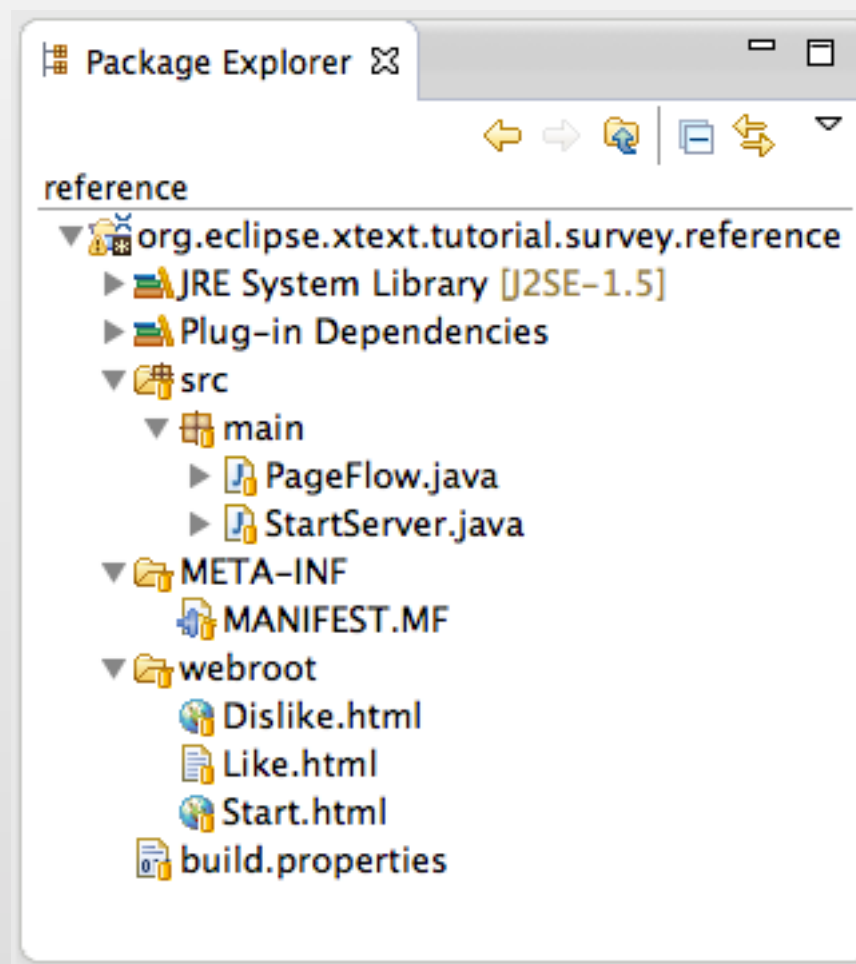 Package Explorer
reference
org.eclipse.xtext.tutorial.survey.reference
JRE System Library [J2SE-1.5]
Plug-in Dependencies
src
main
PageFlow.java
StartServer.java
META-INF
MANIFEST.MF
webroot
Dislike.html
Like.html
Start.html
build.properties